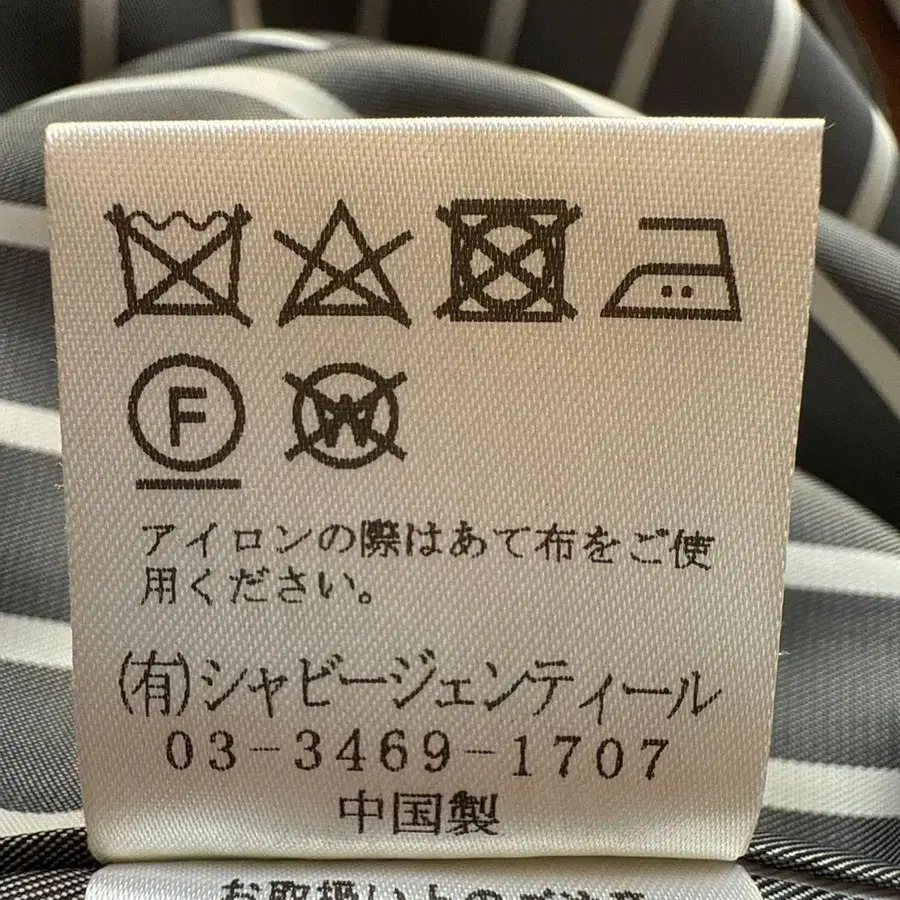 F W
アイロンの際はあて布をご使
用ください。
(有)シャビージェンティール
03-3469-1707
中国製